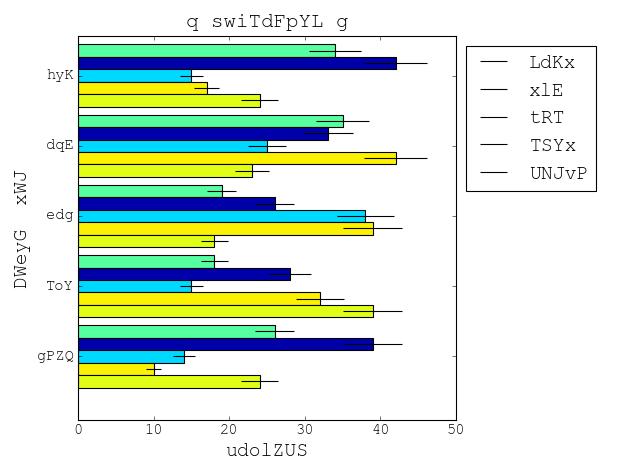 q swiTdFpYL g
DWeyG xWJ
hyK
dqE
edg
ToY
gPZQ
0 10 20 30 40 50
udolZUS
LdKx
xlE
tRT
TSYx
UNJvP